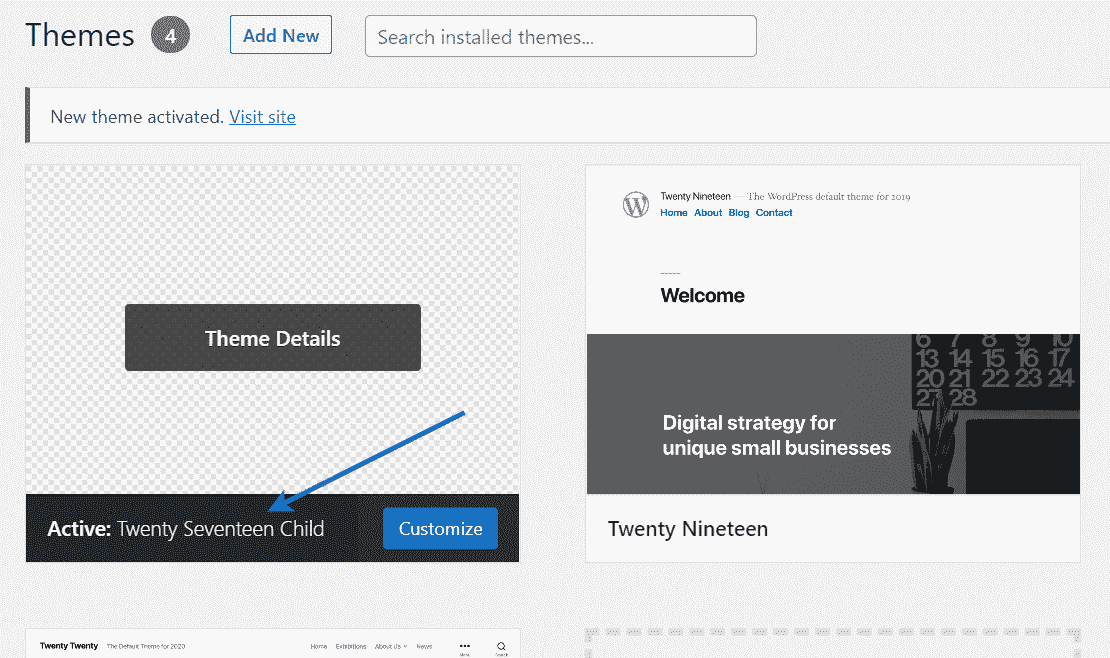 Themes 4 Add New Search installed themes...
New theme activated. Visit site
Theme Details
Active: Twenty Seventeen Child Customize
Twenty Nineteen — The WordPress default theme for 2019
Home About Blog Contact
Welcome
6 7 8 9 10
13 14 15 16 17
20 21 22 23 24
27 28
Digital strategy for
unique small businesses
Twenty Nineteen
Twenty Twenty The Default Theme for 2020 Home Exhibitions About Us News
Menu Search